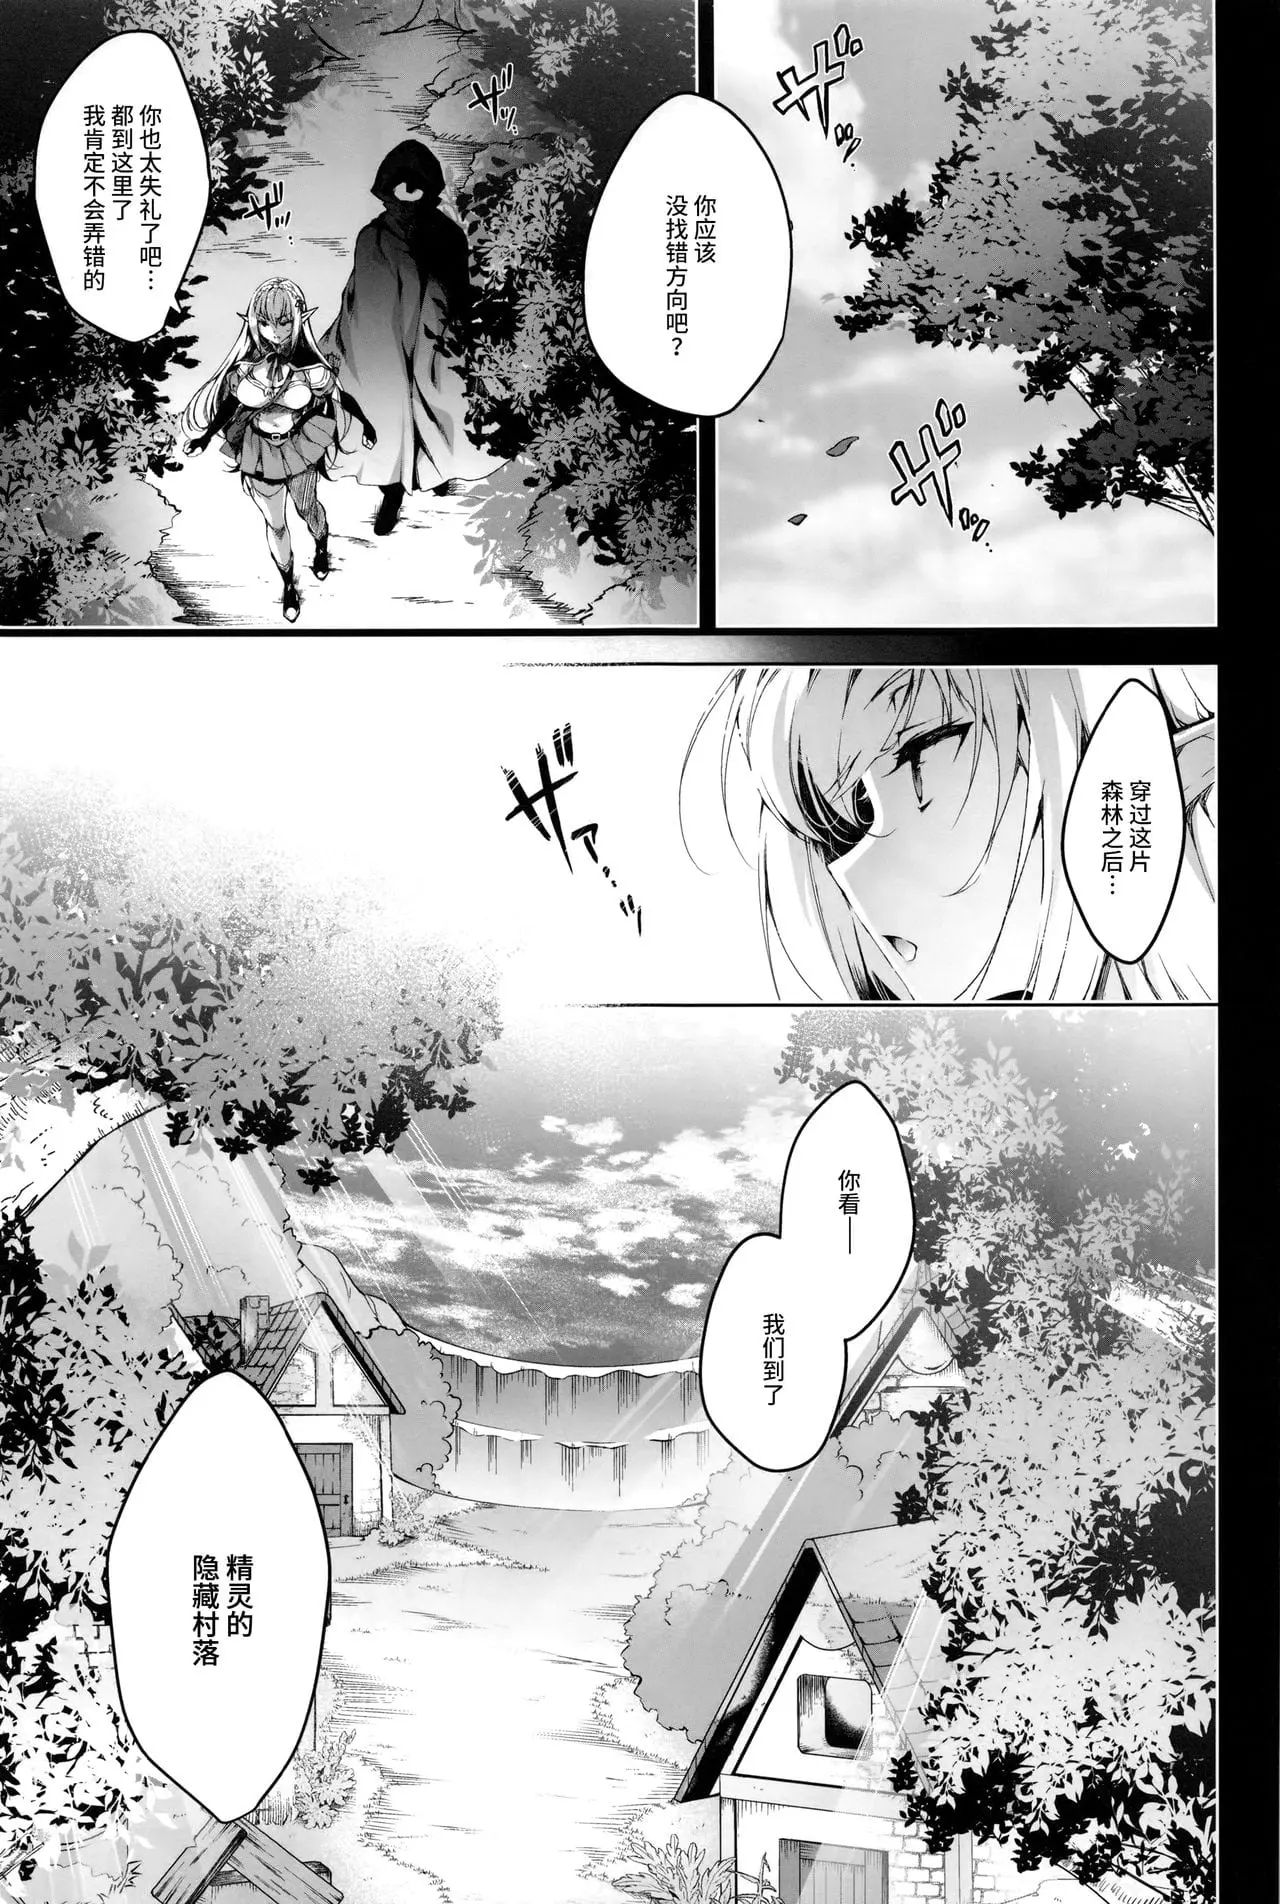 ザ
ザ
你应该
没找错方向吧？
ザッ
ザッ
你也太失礼了吧…
都到这里了
我肯定不会弄错的
穿过这片
森林之后…
ザァ…
你看—
我们到了
精灵的
隐藏村落